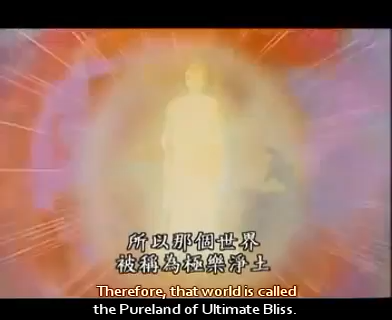 所以那個世界
被稱為極樂淨土
Therefore, that world is called
the Pureland of Ultimate Bliss.